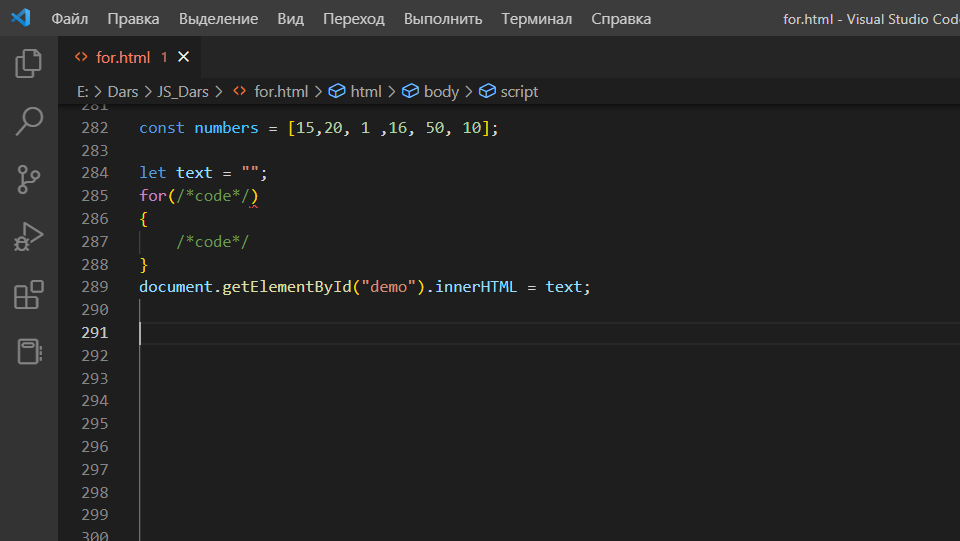 Файл Правка Выделение Вид Переход Выполнить Терминал Справка for.html - Visual Studio Code
for.html 1
E: > Dars > JS_Dars > <> for.html > html > body > script
281
282 const numbers = [15,20, 1 ,16, 50, 10];
283
284 let text = "";
285 for(/*code*/)
286 {
287 /*code*/
288 }
289 document.getElementById("demo").innerHTML = text;
290
291
292
293
294
295
296
297
298
299
300